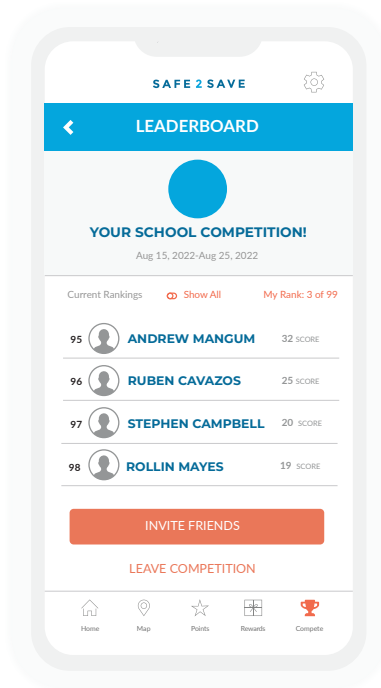 SAFE 2 SAVE
LEADERBOARD
YOUR SCHOOL COMPETITION!
Aug 15, 2022-Aug 25, 2022
Current Rankings Show All My Rank: 3 of 99
95 ANDREW MANGUM 32 SCORE
96 RUBEN CAVAZOS 25 SCORE
97 STEPHEN CAMPBELL 20 SCORE
98 ROLLIN MAYES 19 SCORE
INVITE FRIENDS
LEAVE COMPETITION
Home Map Points Rewards Compete